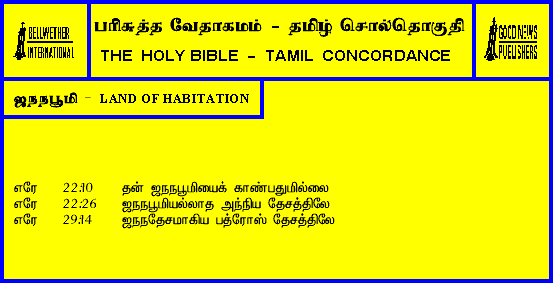 BELLWETHER
INTERNATIONAL
பரிசுத்த வேதாகமம் - தமிழ் சொல்தொகுதி
THE HOLY BIBLE - TAMIL CONCORDANCE
GOOD NEWS
PUBLISHERS
ஜநநபூமி - LAND OF HABITATION
எரே 22:10 தன் ஜநநபூமியைக் காண்பதுமில்லை
எரே 22:26 ஜநநபூமியல்லாத அந்நிய தேசத்திலே
எரே 29:14 ஜநநதேசமாகிய பத்ரோஸ் தேசத்திலே